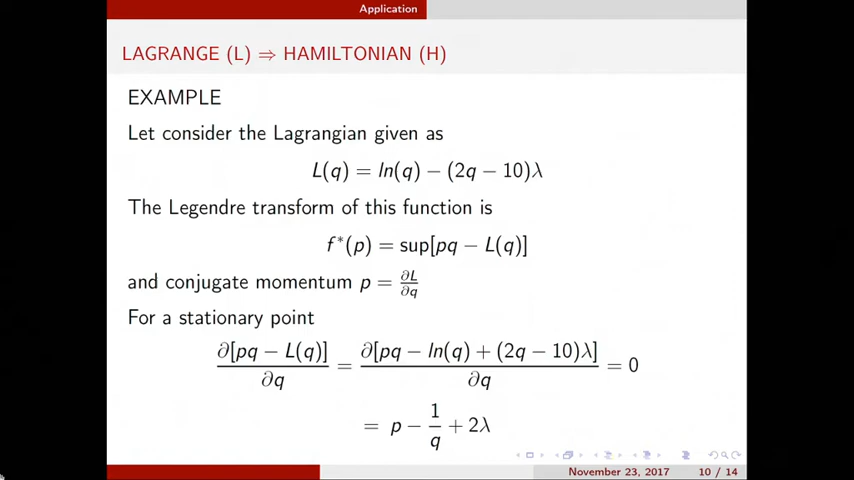 Application
LAGRANGE (L) ⇒ HAMILTONIAN (H)
EXAMPLE
Let consider the Lagrangian given as
L(q) = ln(q) − (2q − 10)λ
The Legendre transform of this function is
f*(p) = sup[pq − L(q)]
and conjugate momentum p = ∂L/∂q
For a stationary point
∂[pq − L(q)]/∂q = ∂[pq − ln(q) + (2q − 10)λ]/∂q = 0
= p − 1/q + 2λ
November 23, 2017 10 / 14